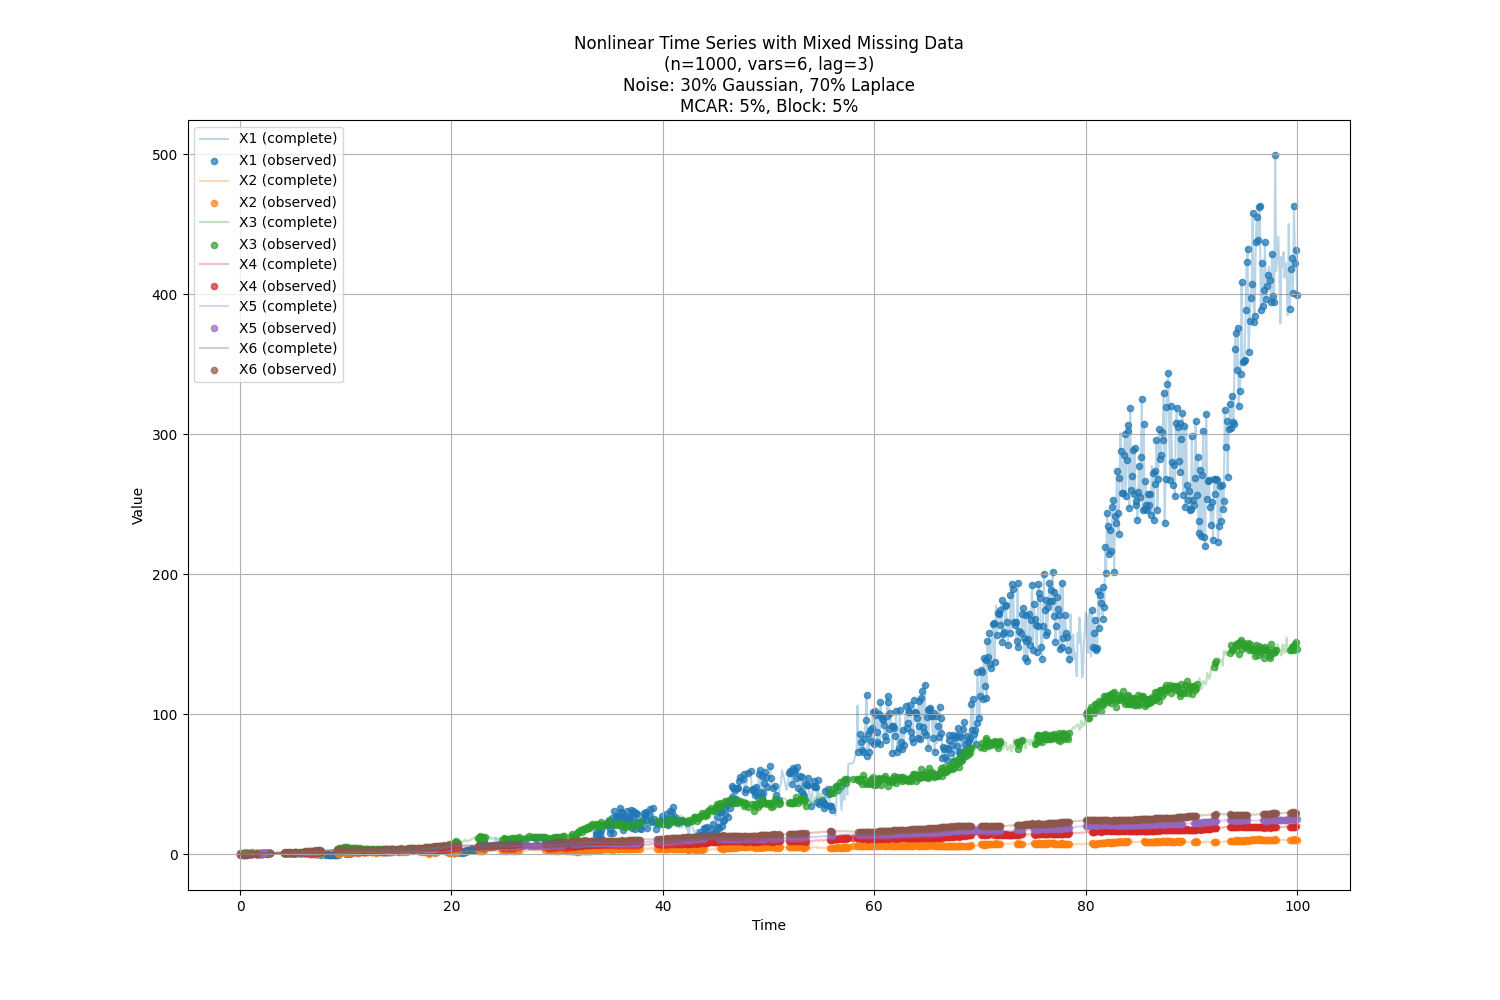 Nonlinear Time Series with Mixed Missing Data
(n=1000, vars=6, lag=3)
Noise: 30% Gaussian, 70% Laplace
MCAR: 5%, Block: 5%
X1 (complete)
X1 (observed)
X2 (complete)
X2 (observed)
X3 (complete)
X3 (observed)
X4 (complete)
X4 (observed)
X5 (complete)
X5 (observed)
X6 (complete)
X6 (observed)
500
400
300
200
100
0
Value
0 20 40 60 80 100
Time